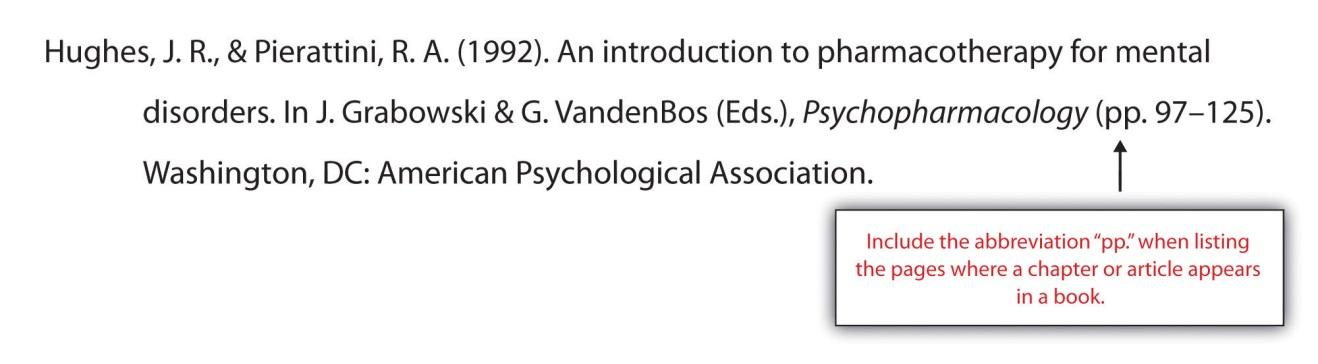 Hughes, J. R., & Pierattini, R. A. (1992). An introduction to pharmacotherapy for mental
disorders. In J. Grabowski & G. VandenBos (Eds.), Psychopharmacology (pp. 97–125).
Washington, DC: American Psychological Association.
Include the abbreviation “pp.” when listing
the pages where a chapter or article appears
in a book.